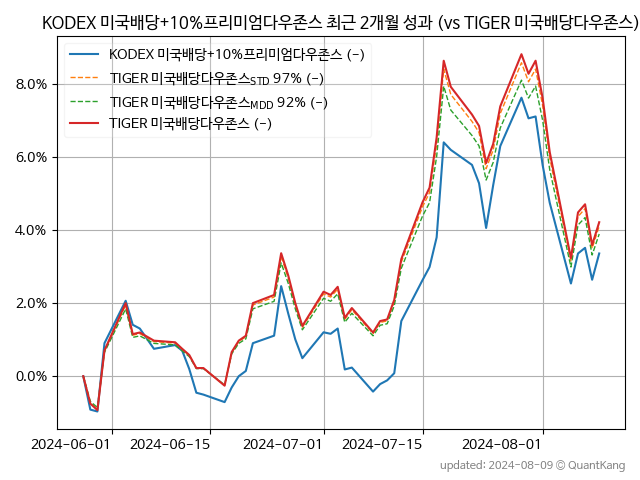 KODEX 미국배당+10%프리미엄다우존스 최근 2개월 성과 (vs TIGER 미국배당다우존스)
KODEX 미국배당+10%프리미엄다우존스 (-)
TIGER 미국배당다우존스STD 97% (-)
TIGER 미국배당다우존스MDD 92% (-)
TIGER 미국배당다우존스 (-)
8.0%
6.0%
4.0%
2.0%
0.0%
2024-06-01
2024-06-15
2024-07-01
2024-07-15
2024-08-01
updated: 2024-08-09 © QuantKang